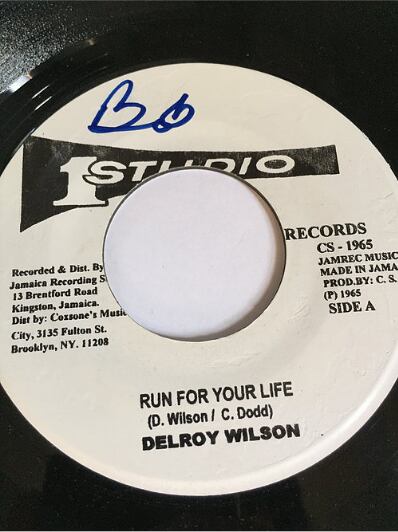 Bo
1 STUDIO
RECORDS
CS - 1965
JAMREC MUSIC
MADE IN JAMA
PROD.BY: C. S.
(P) 1965
SIDE A
Recorded & Dist. By
Jamaica Recording S
13 Brentford Road
Kingston, Jamaica.
Dist by: Coxsone's Music
City, 3135 Fulton St.
Brooklyn, NY. 11208
RUN FOR YOUR LIFE
(D. Wilson / C. Dodd)
DELROY WILSON